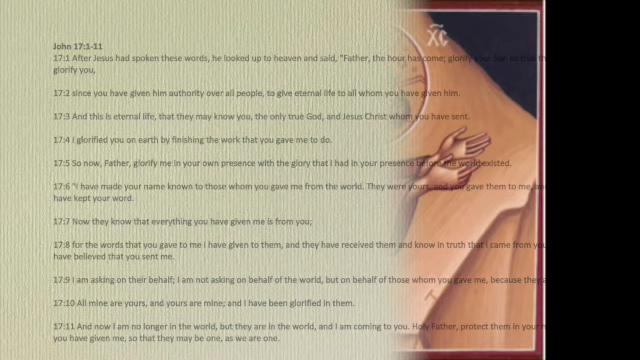 XC
John 17:1-11
17:1 After Jesus had spoken these words, he looked up to heaven and said, "Father, the hour has come; glorify your Son so that th
glorify you,
17:2 since you have given him authority over all people, to give eternal life to all whom you have given him.
17:3 And this is eternal life, that they may know you, the only true God, and Jesus Christ whom you have sent.
17:4 I glorified you on earth by finishing the work that you gave me to do.
17:5 So now, Father, glorify me in your own presence with the glory that I had in your presence before the world existed.
17:6 "I have made your name known to those whom you gave me from the world. They were yours, and you gave them to me, an
have kept your word.
17:7 Now they know that everything you have given me is from you;
17:8 for the words that you gave to me I have given to them, and they have received them and know in truth that I came from you
have believed that you sent me.
17:9 I am asking on their behalf; I am not asking on behalf of the world, but on behalf of those whom you gave me, because they a
17:10 All mine are yours, and yours are mine; and I have been glorified in them.
17:11 And now I am no longer in the world, but they are in the world, and I am coming to you. Holy Father, protect them in your n
you have given me, so that they may be one, as we are one.